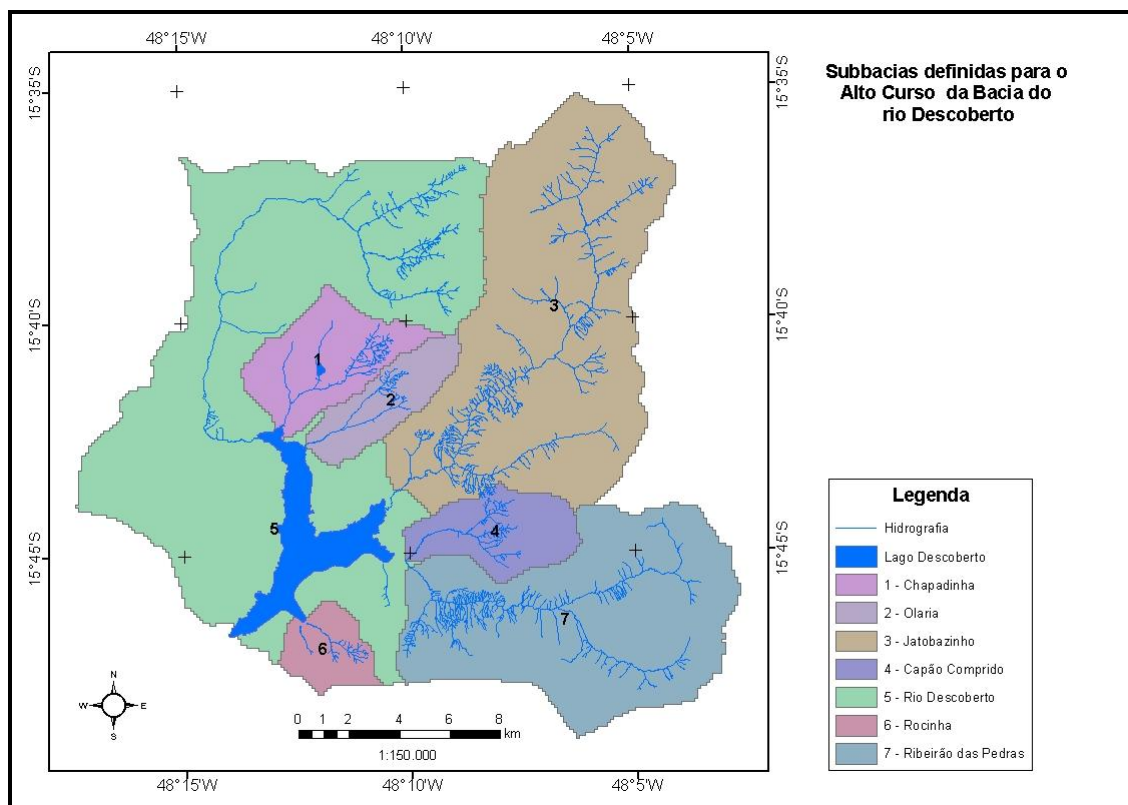 48°15'W 48°10'W 48°5'W
Subbacias definidas para o
Alto Curso da Bacia do
rio Descoberto
15°35'S 15°35'S
15°40'S 15°40'S
15°45'S 15°45'S
1
2
3
4
5
6
7
N
W E
S
0 1 2 4 6 8
km
1:150.000
48°15'W 48°10'W 48°5'W
Legenda
Hidrografia
Lago Descoberto
1 - Chapadinha
2 - Olaria
3 - Jatobazinho
4 - Capão Comprido
5 - Rio Descoberto
6 - Rocinha
7 - Ribeirão das Pedras